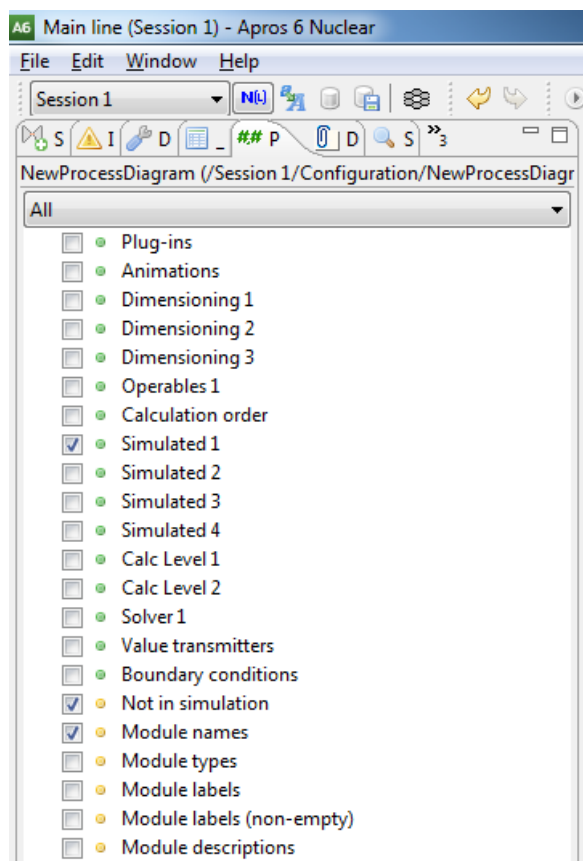 A6 Main line (Session 1) - Apros 6 Nuclear
File Edit Window Help
Session 1 N(L)
S I D _ #.# P D S »3
NewProcessDiagram (/Session 1/Configuration/NewProcessDiagr
All
Plug-ins
Animations
Dimensioning 1
Dimensioning 2
Dimensioning 3
Operables 1
Calculation order
Simulated 1
Simulated 2
Simulated 3
Simulated 4
Calc Level 1
Calc Level 2
Solver 1
Value transmitters
Boundary conditions
Not in simulation
Module names
Module types
Module labels
Module labels (non-empty)
Module descriptions